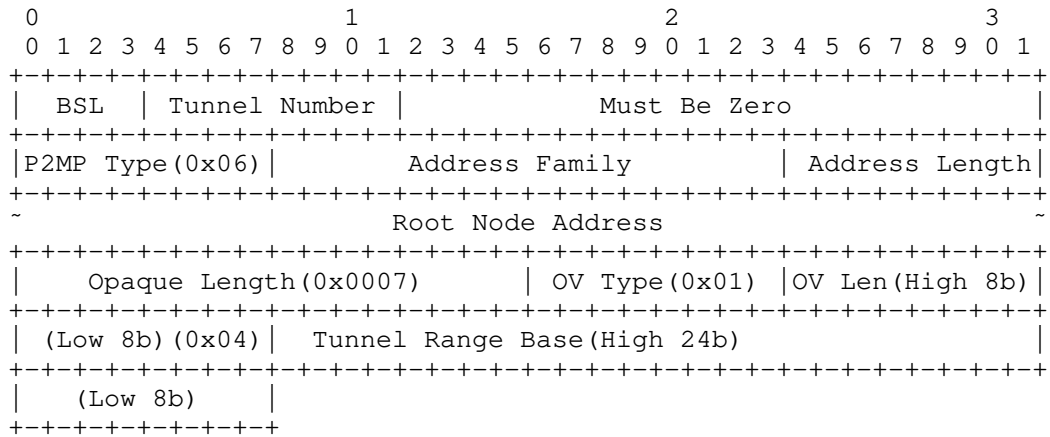 0                   1                   2                   3
 0 1 2 3 4 5 6 7 8 9 0 1 2 3 4 5 6 7 8 9 0 1 2 3 4 5 6 7 8 9 0 1
+-+-+-+-+-+-+-+-+-+-+-+-+-+-+-+-+-+-+-+-+-+-+-+-+-+-+-+-+-+-+-+-+
|  BSL  | Tunnel Number |            Must Be Zero               |
+-+-+-+-+-+-+-+-+-+-+-+-+-+-+-+-+-+-+-+-+-+-+-+-+-+-+-+-+-+-+-+-+
|P2MP Type(0x06)|        Address Family         | Address Length|
+-+-+-+-+-+-+-+-+-+-+-+-+-+-+-+-+-+-+-+-+-+-+-+-+-+-+-+-+-+-+-+-+
~                       Root Node Address                       ~
+-+-+-+-+-+-+-+-+-+-+-+-+-+-+-+-+-+-+-+-+-+-+-+-+-+-+-+-+-+-+-+-+
|    Opaque Length(0x0007)      | OV Type(0x01) |OV Len(High 8b)|
+-+-+-+-+-+-+-+-+-+-+-+-+-+-+-+-+-+-+-+-+-+-+-+-+-+-+-+-+-+-+-+-+
| (Low 8b)(0x04)|  Tunnel Range Base(High 24b)                  |
+-+-+-+-+-+-+-+-+-+-+-+-+-+-+-+-+-+-+-+-+-+-+-+-+-+-+-+-+-+-+-+-+
|   (Low 8b)    |
+-+-+-+-+-+-+-+-+